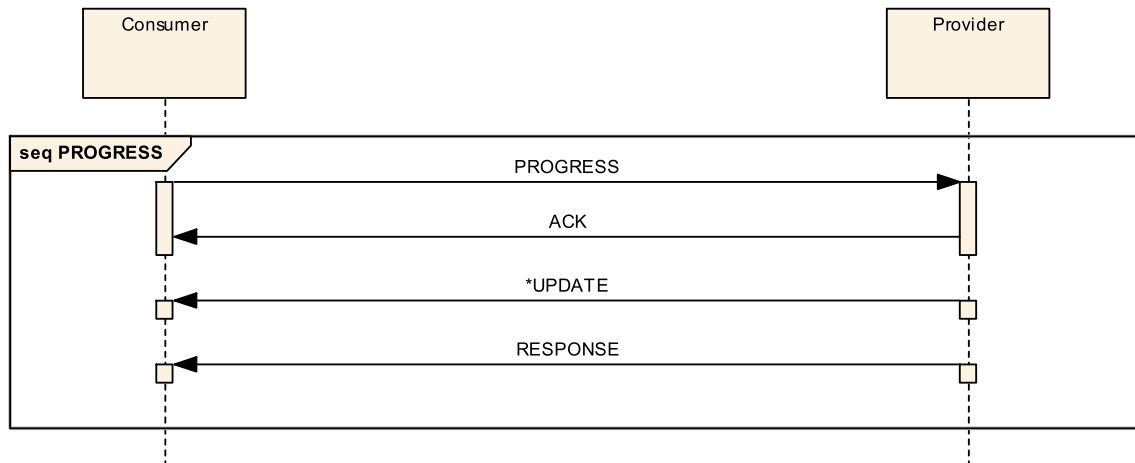 Consumer
Provider
seq PROGRESS
PROGRESS
ACK
*UPDATE
RESPONSE